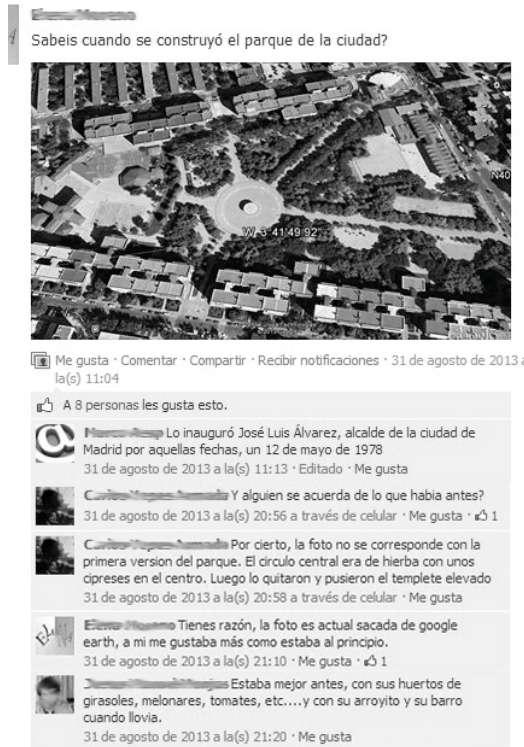 Sabeis cuando se construyó el parque de la ciudad?
N40
W 3°41'49.92"
Me gusta · Comentar · Compartir · Recibir notificaciones · 31 de agosto de 2013 a
la(s) 11:04
A 8 personas les gusta esto.
Lo inauguró José Luis Álvarez, alcalde de la ciudad de
Madrid por aquellas fechas, un 12 de mayo de 1978
31 de agosto de 2013 a la(s) 11:13 · Editado · Me gusta
Y alguien se acuerda de lo que habia antes?
31 de agosto de 2013 a la(s) 20:56 a través de celular · Me gusta · 1
Por cierto, la foto no se corresponde con la
primera version del parque. El circulo central era de hierba con unos
cipreses en el centro. Luego lo quitaron y pusieron el templete elevado
31 de agosto de 2013 a la(s) 20:58 a través de celular · Me gusta
Tienes razón, la foto es actual sacada de google
earth, a mi me gustaba más como estaba al principio.
31 de agosto de 2013 a la(s) 21:10 · Me gusta · 1
Estaba mejor antes, con sus huertos de
girasoles, melonares, tomates, etc....y con su arroyito y su barro
cuando llovia.
31 de agosto de 2013 a la(s) 21:20 · Me gusta